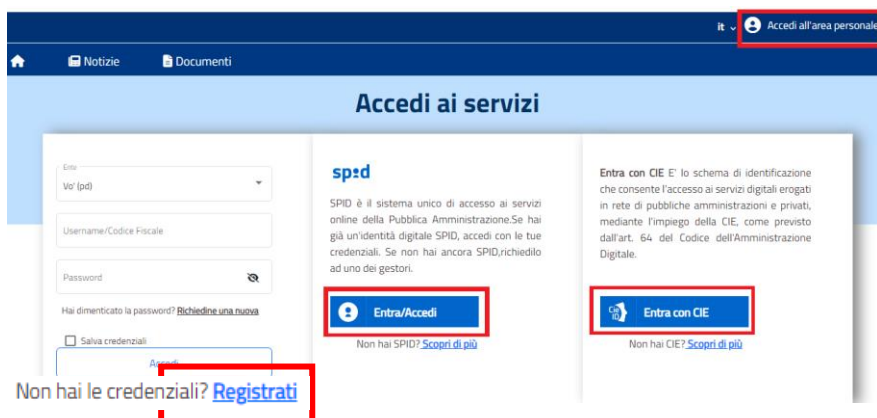 it
Accedi all'area personale
Notizie
Documenti
Accedi ai servizi
Ente
Vo' (pd)
Username/Codice Fiscale
Password
Hai dimenticato la password? Richiedine una nuova
Salva credenziali
Accedi
Non hai le credenziali? Registrati
sp:d
SPID è il sistema unico di accesso ai servizi
online della Pubblica Amministrazione.Se hai
già un'identità digitale SPID, accedi con le tue
credenziali. Se non hai ancora SPID,richiedilo
ad uno dei gestori.
Entra/Accedi
Non hai SPID? Scopri di più
Entra con CIE E' lo schema di identificazione
che consente l'accesso ai servizi digitali erogati
in rete di pubbliche amministrazioni e privati,
mediante l'impiego della CIE, come previsto
dall'art. 64 del Codice dell'Amministrazione
Digitale.
Entra con CIE
Non hai CIE? Scopri di più